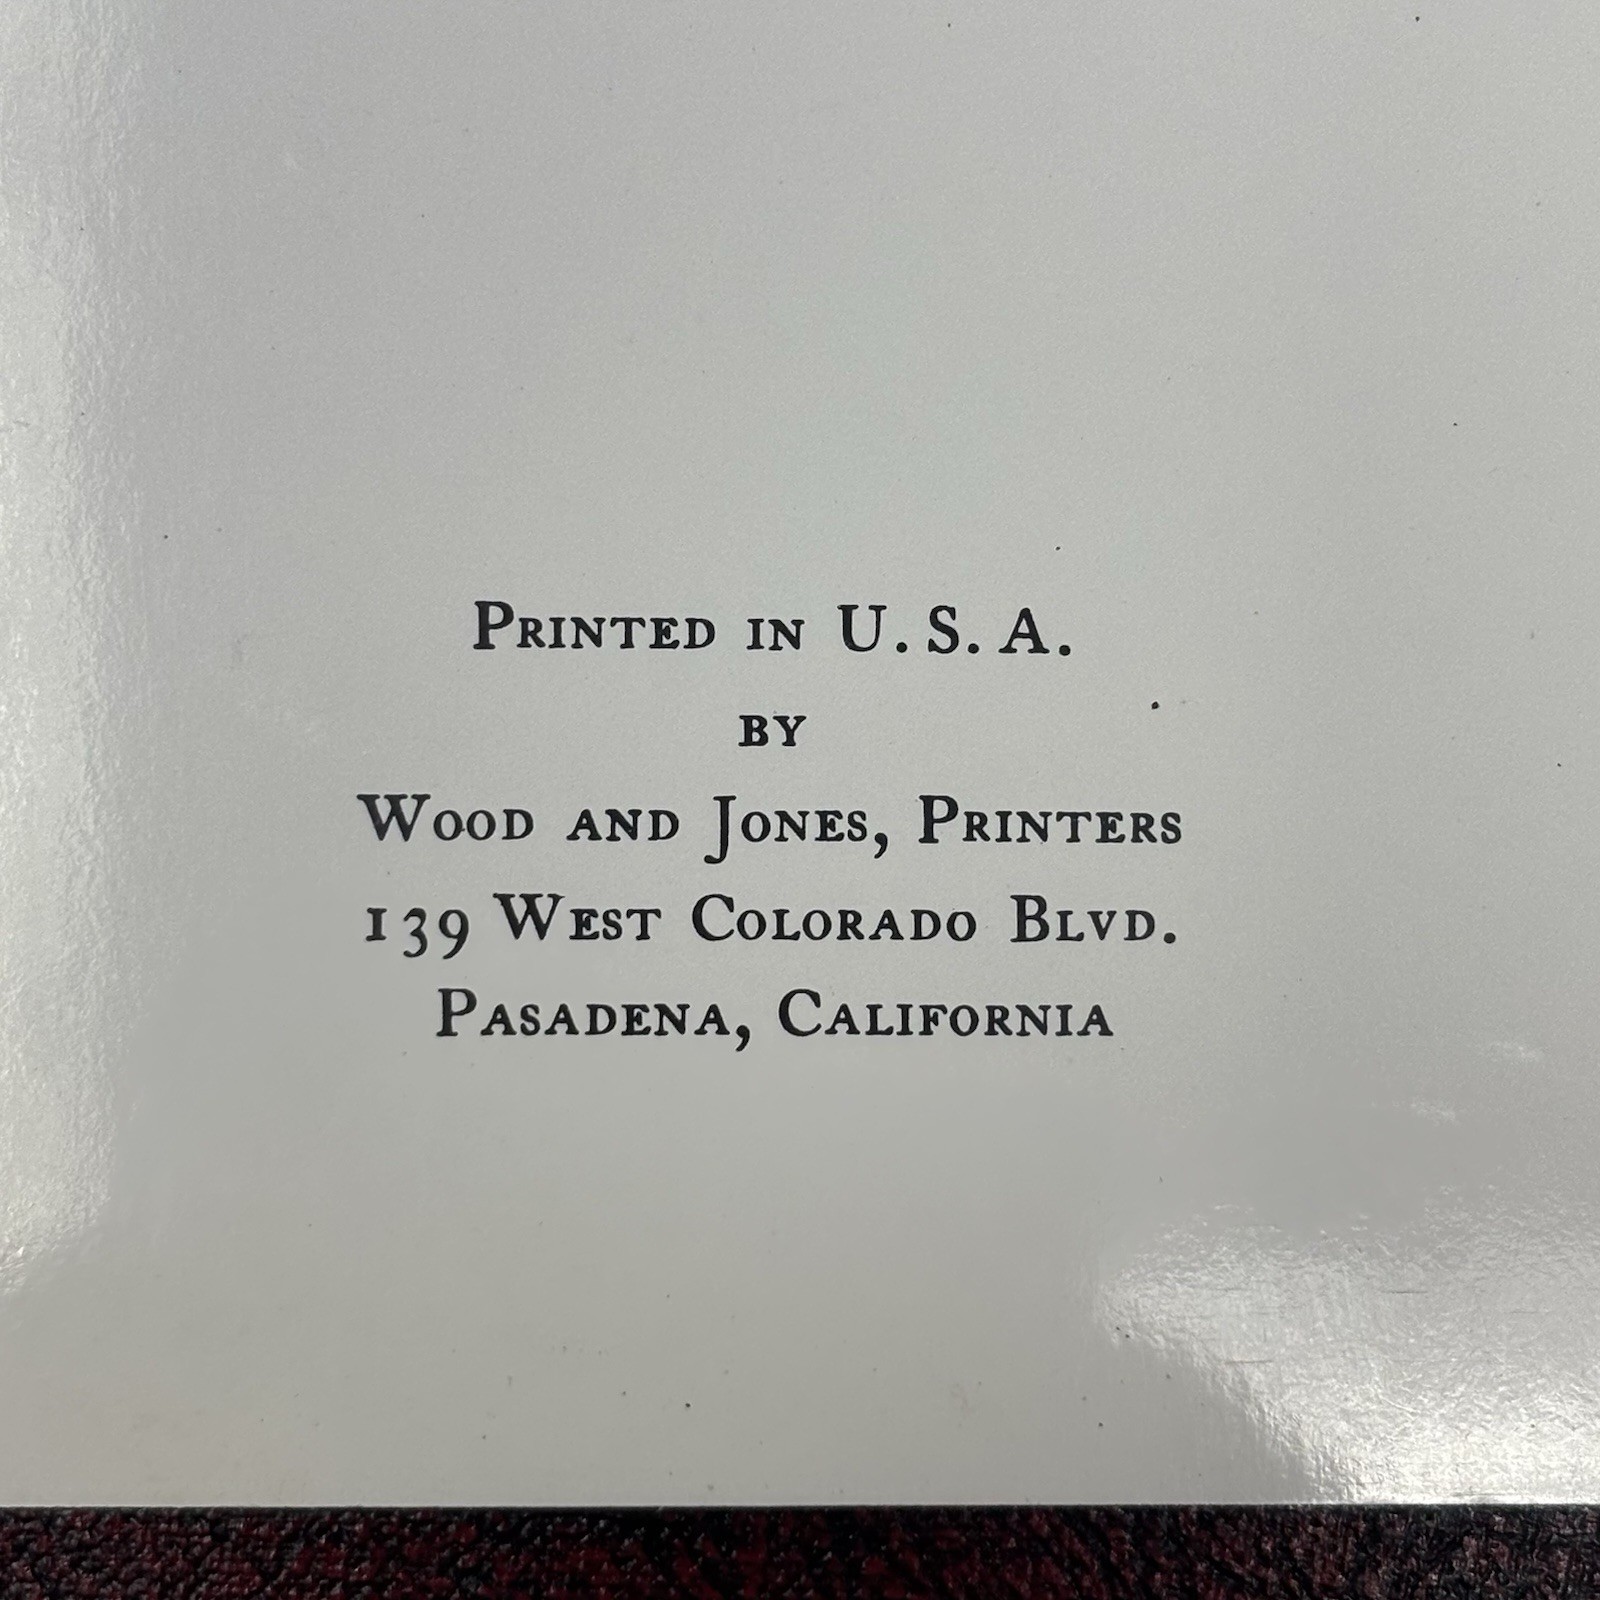 Printed in U. S. A.
by
Wood and Jones, Printers
139 West Colorado Blvd.
Pasadena, California